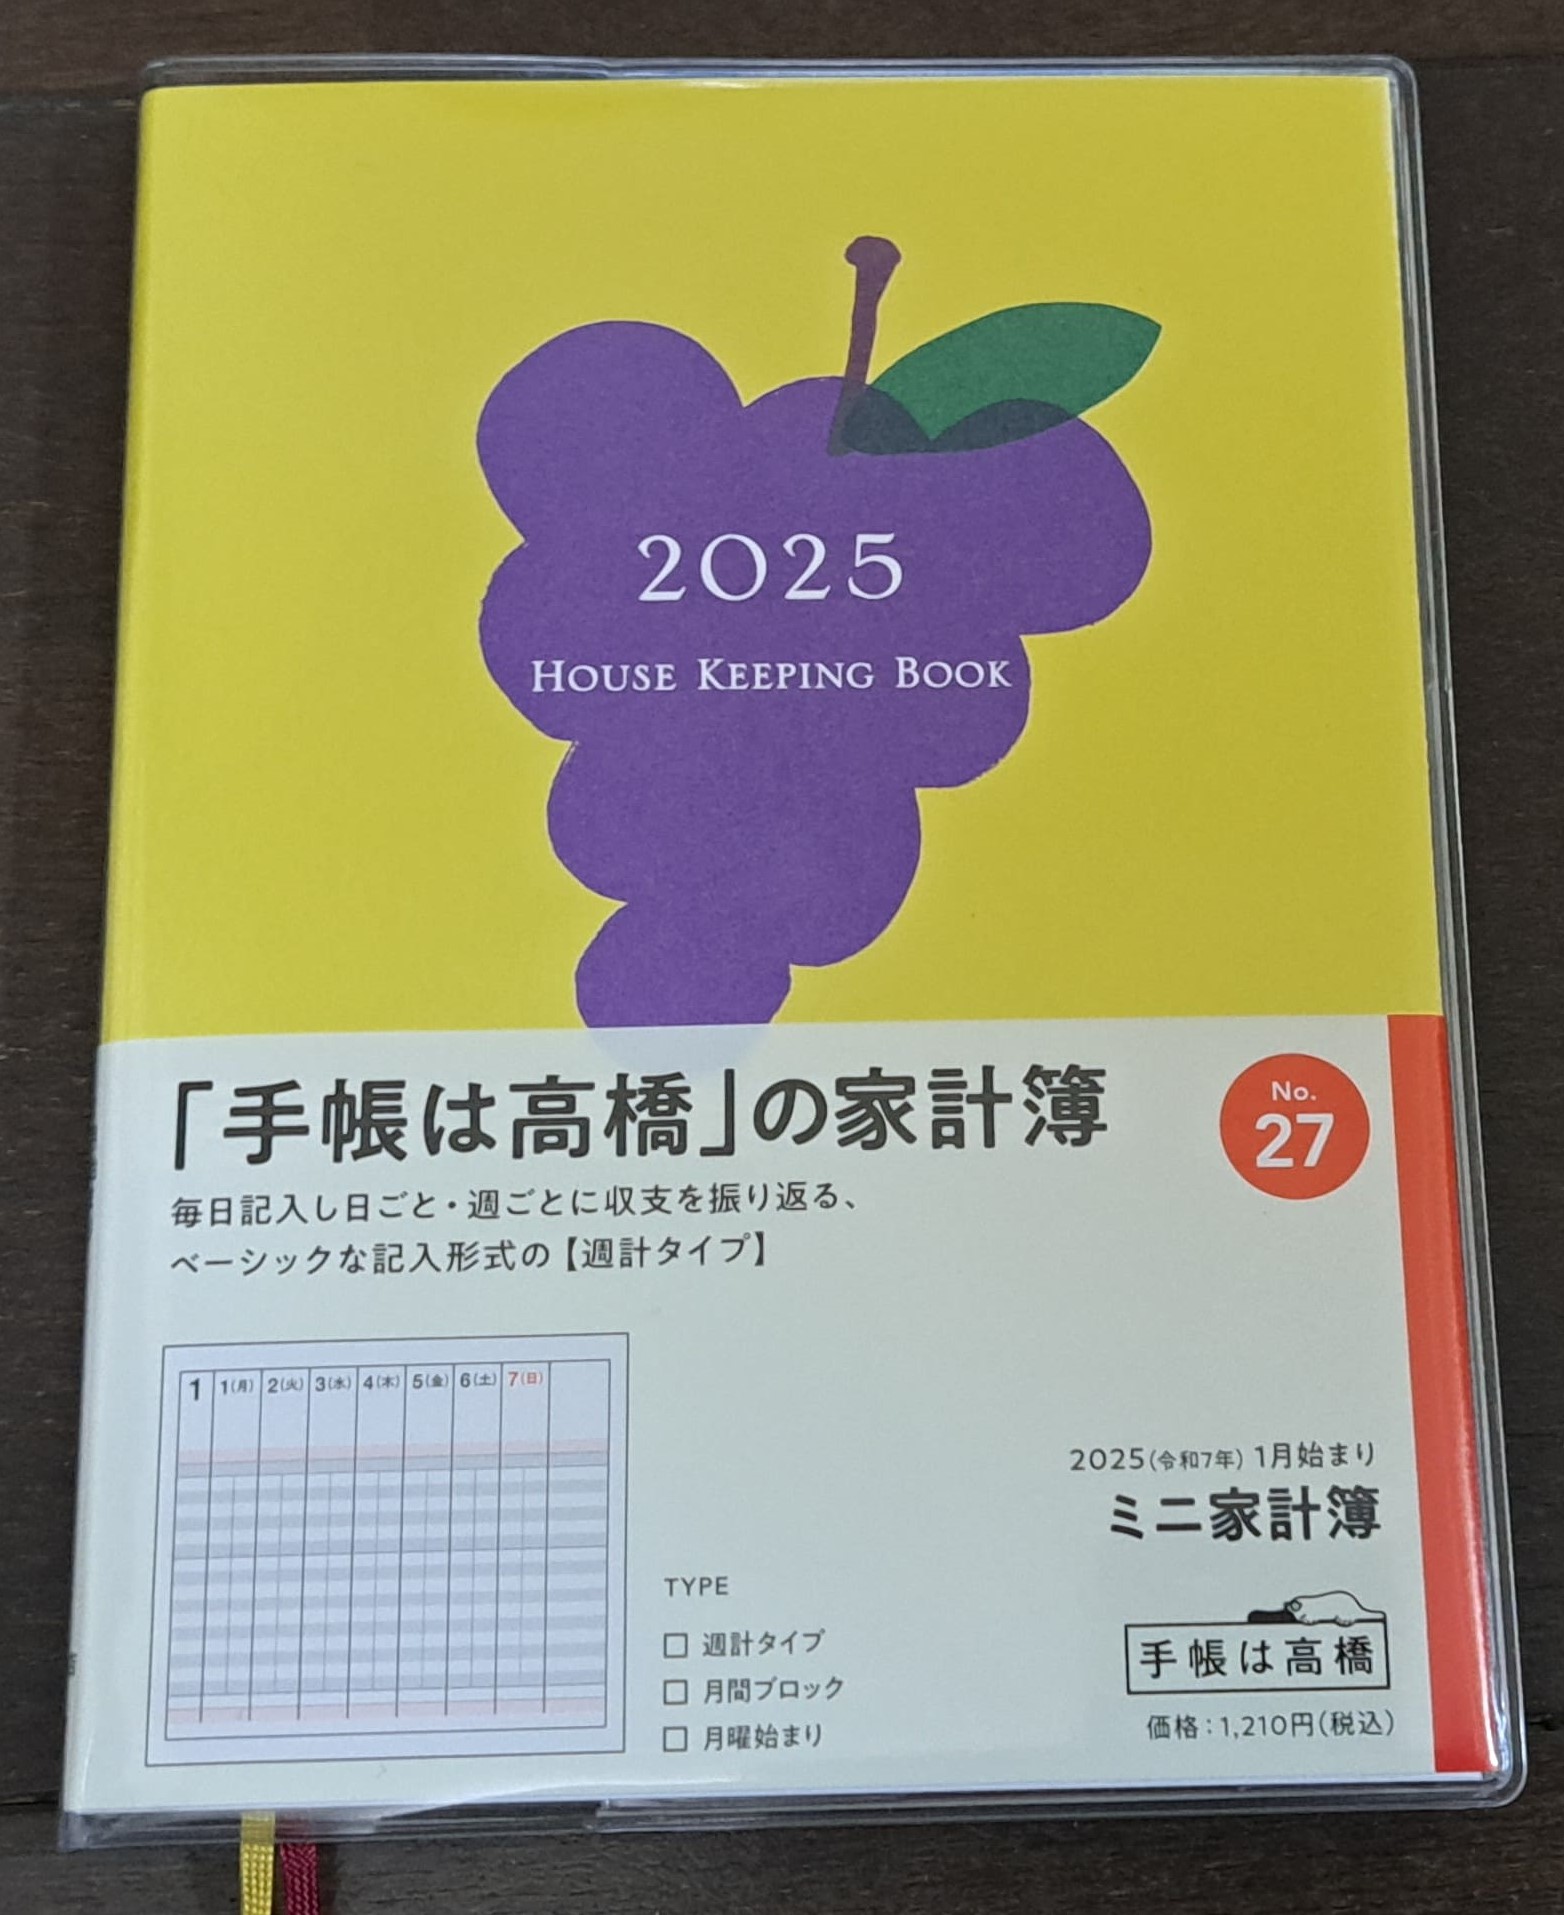 2025
HOUSE KEEPING BOOK
「手帳は高橋」の家計簿
No.
27
毎日記入し日ごと・週ごとに収支を振り返る、
ベーシックな記入形式の【週計タイプ】
1 1(月) 2(火) 3(水) 4(木) 5(金) 6(土) 7(日)
2025(令和7年) 1月始まり
ミニ家計簿
TYPE
□ 週計タイプ
□ 月間ブロック
□ 月曜始まり
手帳は高橋
価格:1,210円(税込)